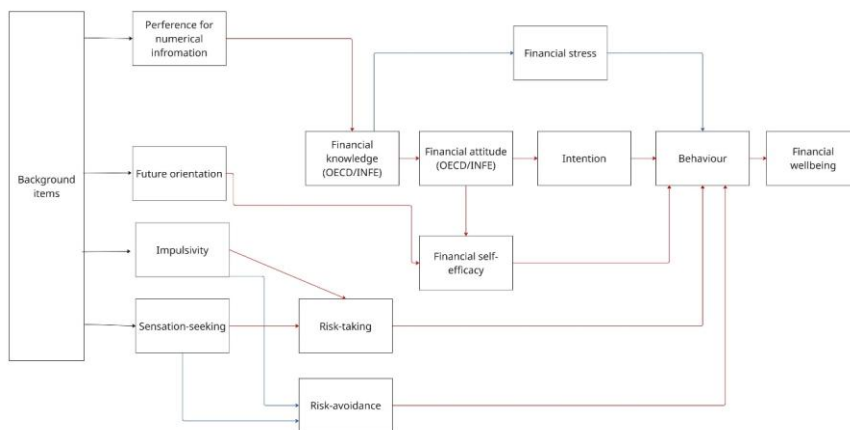 Perference for
numerical
infromation
Financial stress
Financial
knowledge
(OECD/INFE)
Financial attitude
(OECD/INFE)
Intention
Behaviour
Financial
wellbeing
Background
items
Future orientation
Impulsivity
Financial self-
efficacy
Sensation-seeking
Risk-taking
Risk-avoidance